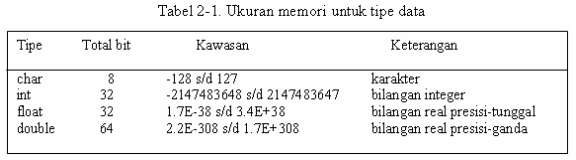 Tabel 2-1. Ukuran memori untuk tipe data
Tipe Total bit Kawasan Keterangan
char 8 -128 s/d 127 karakter
int 32 -2147483648 s/d 2147483647 bilangan integer
float 32 1.7E-38 s/d 3.4E+38 bilangan real presisi-tunggal
double 64 2.2E-308 s/d 1.7E+308 bilangan real presisi-ganda